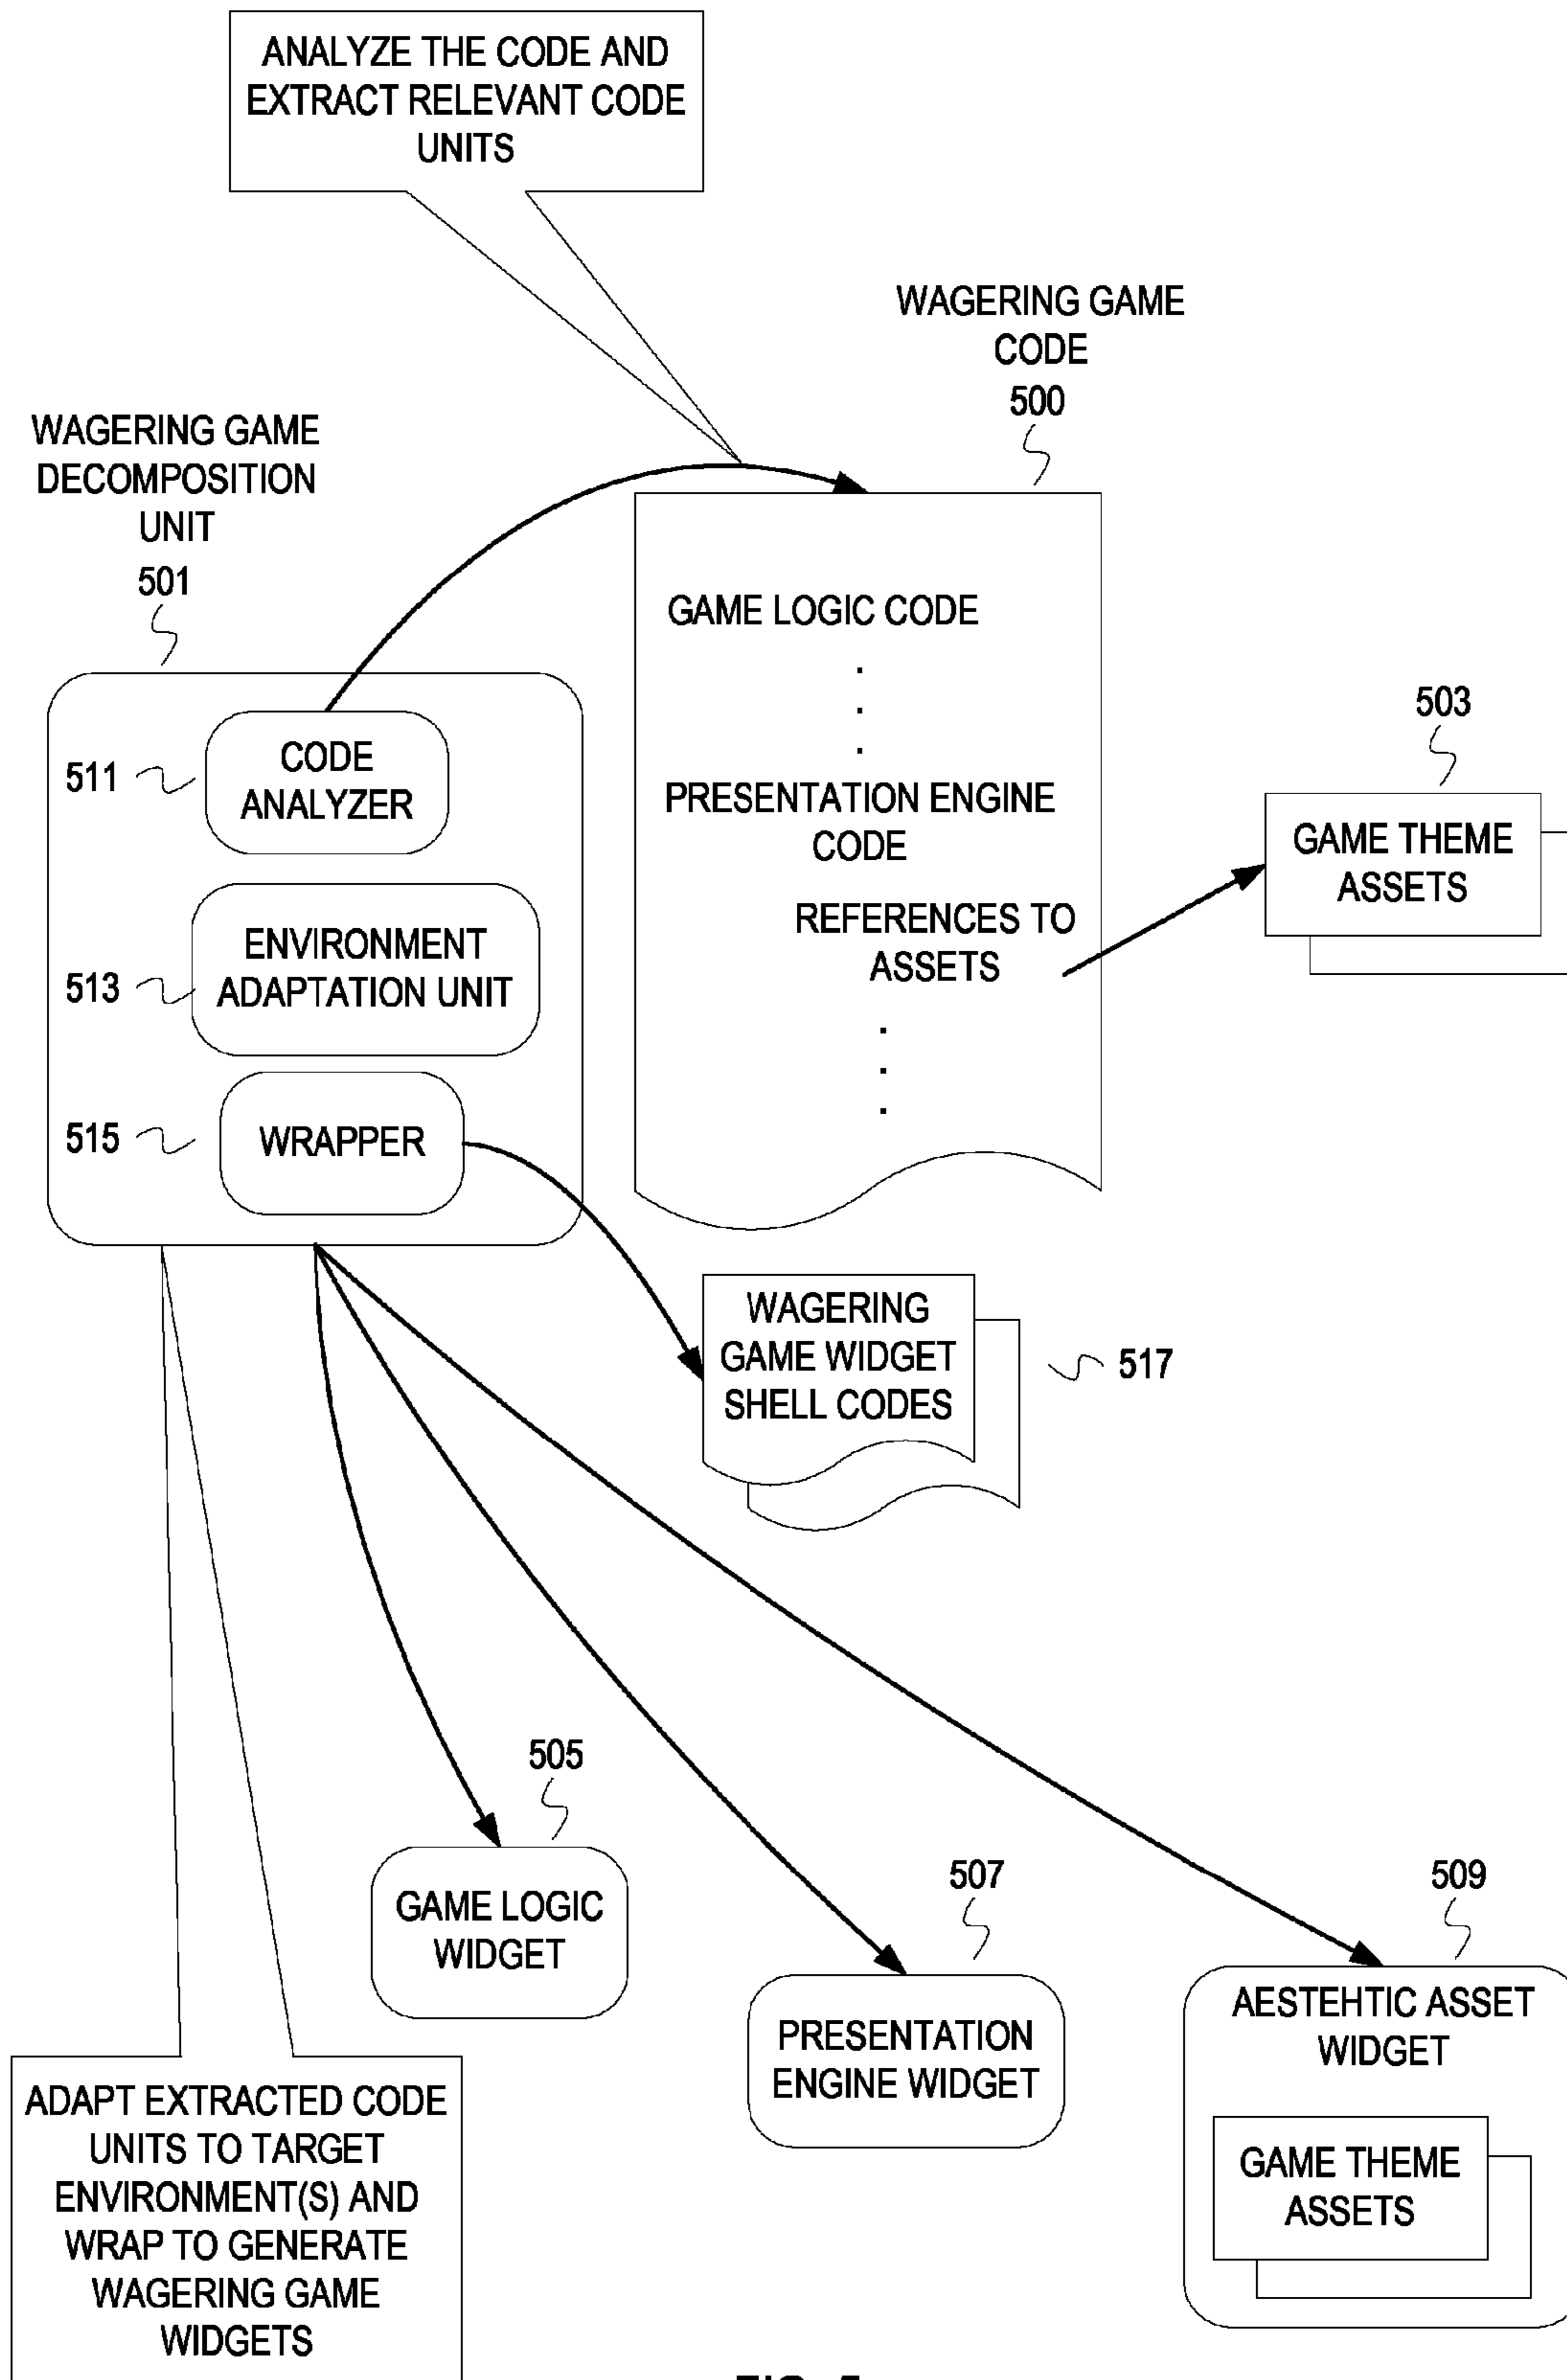 ANALYZE THE CODE AND
EXTRACT RELEVANT CODE
UNITS
WAGERING GAME
CODE
500
WAGERING GAME
DECOMPOSITION
UNIT
501
GAME LOGIC CODE
.
.
.
PRESENTATION ENGINE
CODE
REFERENCES TO
ASSETS
.
.
.
503
GAME THEME
ASSETS
511
CODE
ANALYZER
513
ENVIRONMENT
ADAPTATION UNIT
515
WRAPPER
WAGERING
GAME WIDGET
SHELL CODES
517
505
GAME LOGIC
WIDGET
507
PRESENTATION
ENGINE WIDGET
509
AESTEHTIC ASSET
WIDGET
GAME THEME
ASSETS
ADAPT EXTRACTED CODE
UNITS TO TARGET
ENVIRONMENT(S) AND
WRAP TO GENERATE
WAGERING GAME
WIDGETS